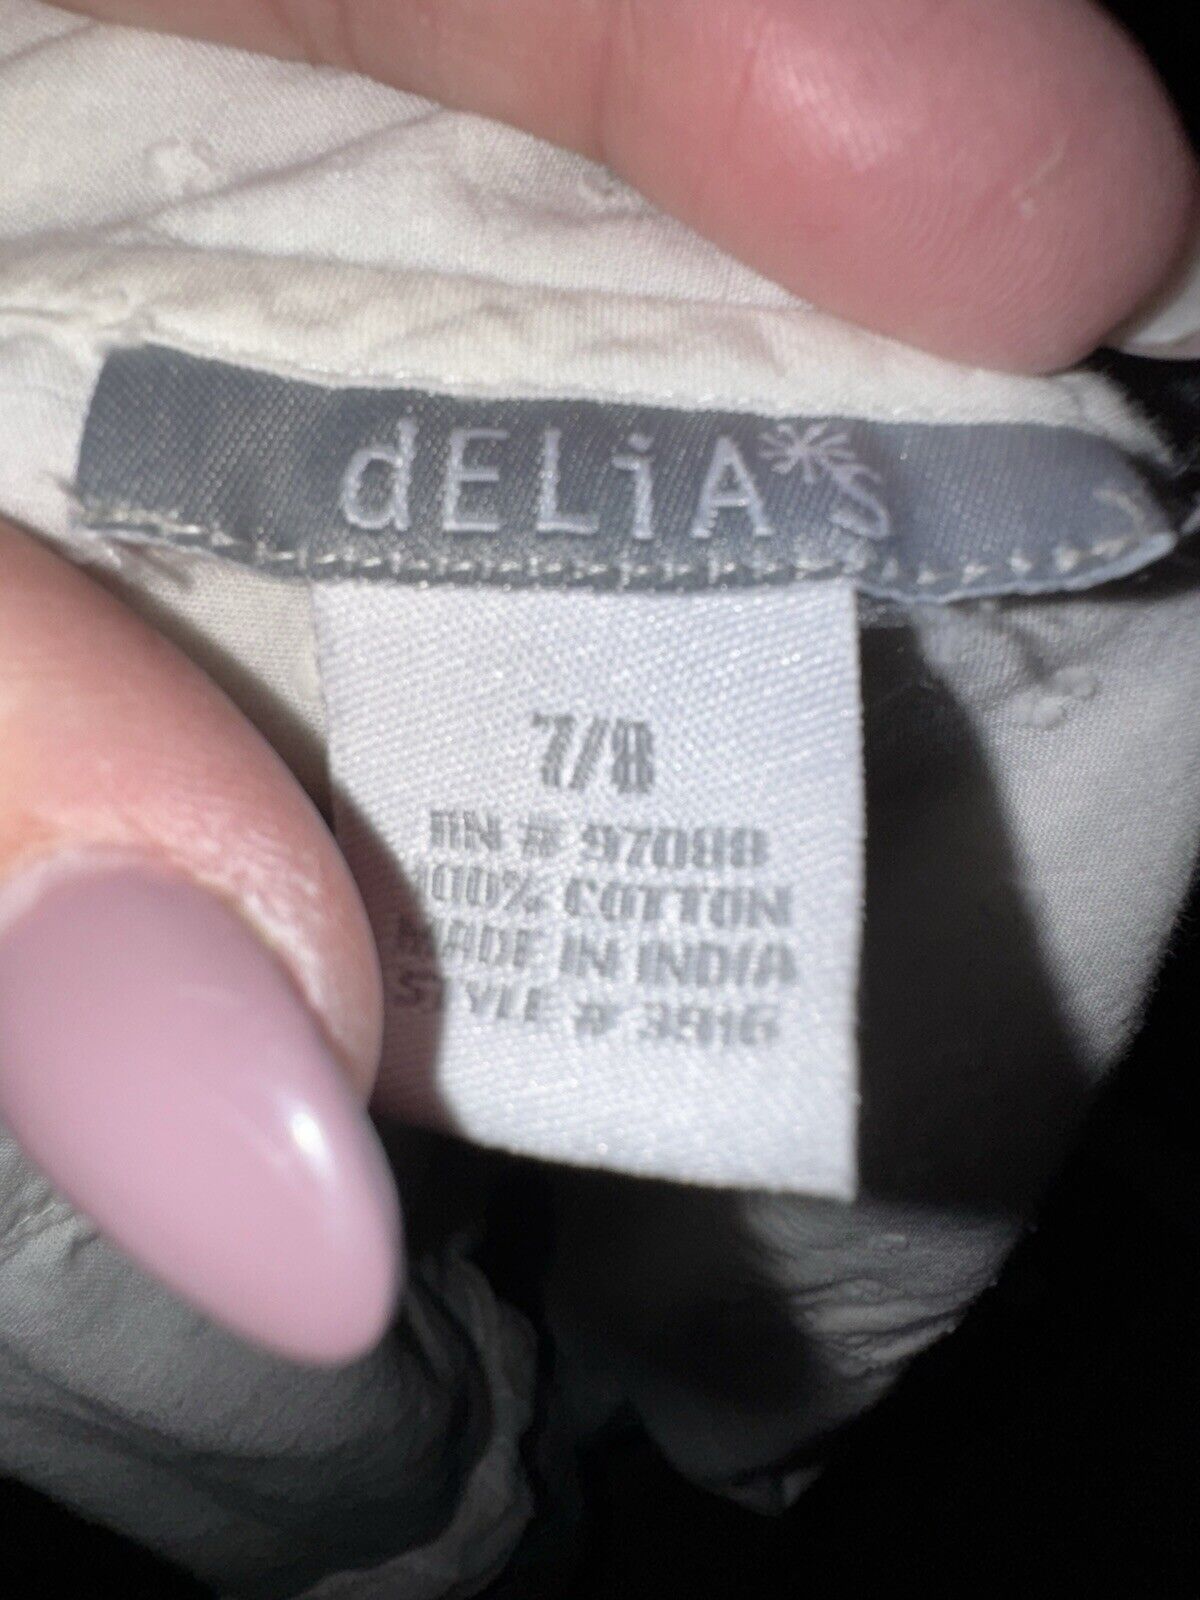 dELiA*s
7/8
RN # 97088
100% COTTON
MADE IN INDIA
STYLE # 3916